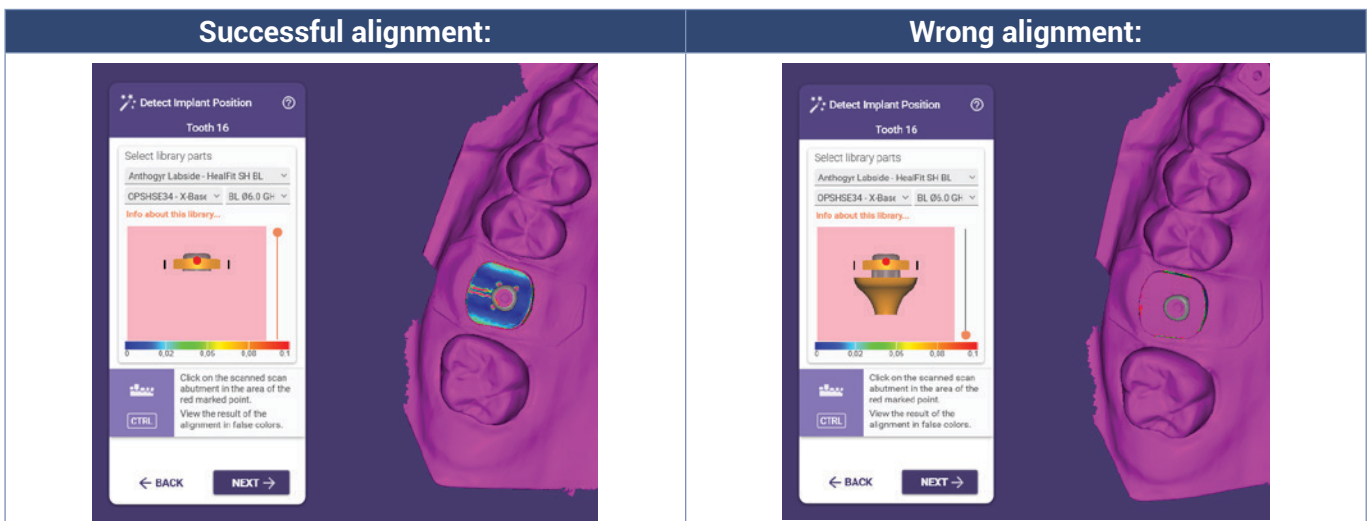 Successful alignment:
Wrong alignment:
Detect Implant Position
Tooth 16
Select library parts
Anthogyr Labside - HealFit SH BL
OPSHSE34 - X-Base BL Ø6.0 GH
Info about this library...
0 0,02 0,05 0,08 0.1
Click on the scanned scan
abutment in the area of the
red marked point.
CTRL
View the result of the
alignment in false colors.
← BACK
NEXT →
Detect Implant Position
Tooth 16
Select library parts
Anthogyr Labside - HealFit SH BL
OPSHSE34 - X-Base BL Ø6.0 GH
Info about this library...
0 0,02 0,05 0,08 0.1
Click on the scanned scan
abutment in the area of the
red marked point.
CTRL
View the result of the
alignment in false colors.
← BACK
NEXT →